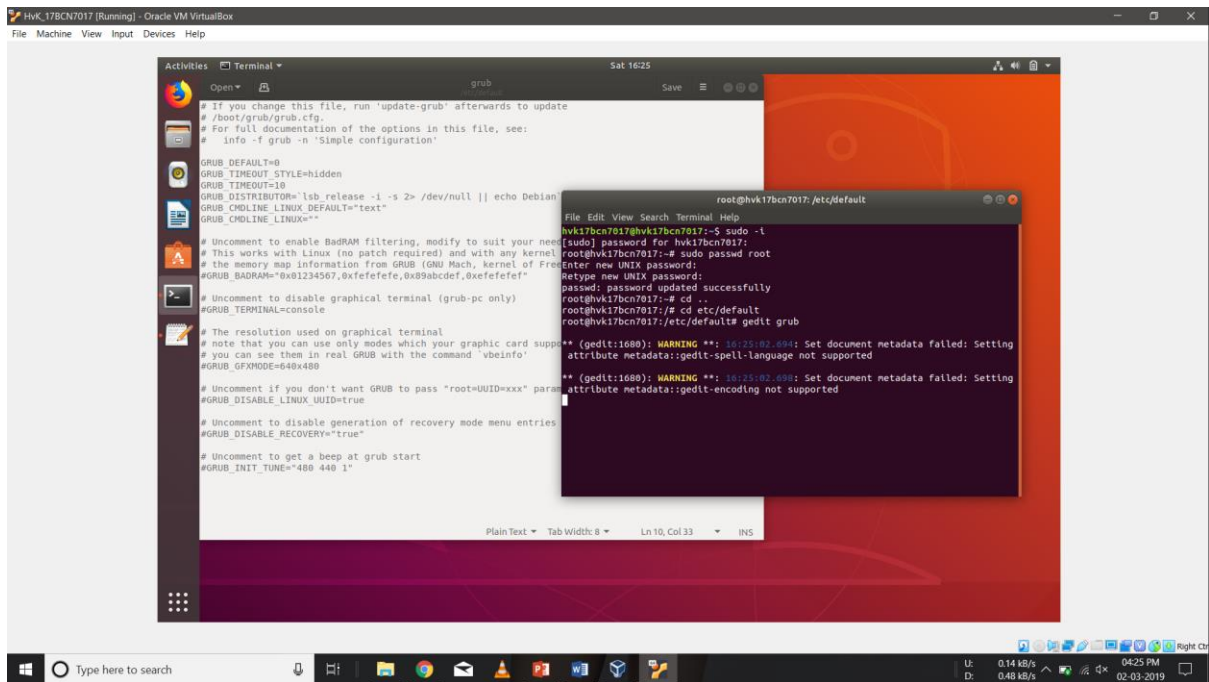 HvK_17BCN7017 [Running] - Oracle VM VirtualBox
File Machine View Input Devices Help
Activities Terminal Sat 16:25
Open grub Save
/etc/default
# If you change this file, run 'update-grub' afterwards to update
# /boot/grub/grub.cfg.
# For full documentation of the options in this file, see:
#   info -f grub -n 'Simple configuration'
GRUB_DEFAULT=0
GRUB_TIMEOUT_STYLE=hidden
GRUB_TIMEOUT=10
GRUB_DISTRIBUTOR=`lsb_release -i -s 2> /dev/null || echo Debian`
GRUB_CMDLINE_LINUX_DEFAULT="text"
GRUB_CMDLINE_LINUX=""
# Uncomment to enable BadRAM filtering, modify to suit your need
# This works with Linux (no patch required) and with any kernel
# the memory map information from GRUB (GNU Mach, kernel of Free
#GRUB_BADRAM="0x01234567,0xfefefefe,0x89abcdef,0xefefefef"
# Uncomment to disable graphical terminal (grub-pc only)
#GRUB_TERMINAL=console
# The resolution used on graphical terminal
# note that you can use only modes which your graphic card suppo
# you can see them in real GRUB with the command `vbeinfo'
#GRUB_GFXMODE=640x480
# Uncomment if you don't want GRUB to pass "root=UUID=xxx" param
#GRUB_DISABLE_LINUX_UUID=true
# Uncomment to disable generation of recovery mode menu entries
#GRUB_DISABLE_RECOVERY="true"
# Uncomment to get a beep at grub start
#GRUB_INIT_TUNE="480 440 1"
Plain Text Tab Width: 8 Ln 10, Col 33 INS
root@hvk17bcn7017: /etc/default
File Edit View Search Terminal Help
hvk17bcn7017@hvk17bcn7017:~$ sudo -i
[sudo] password for hvk17bcn7017:
root@hvk17bcn7017:~# sudo passwd root
Enter new UNIX password:
Retype new UNIX password:
passwd: password updated successfully
root@hvk17bcn7017:~# cd ..
root@hvk17bcn7017:/# cd etc/default
root@hvk17bcn7017:/etc/default# gedit grub
** (gedit:1680): WARNING **: 16:25:02.694: Set document metadata failed: Setting
attribute metadata::gedit-spell-language not supported
** (gedit:1680): WARNING **: 16:25:02.698: Set document metadata failed: Setting
attribute metadata::gedit-encoding not supported
Right Ctr
Type here to search
U: 0.14 kB/s
D: 0.48 kB/s
04:25 PM
02-03-2019